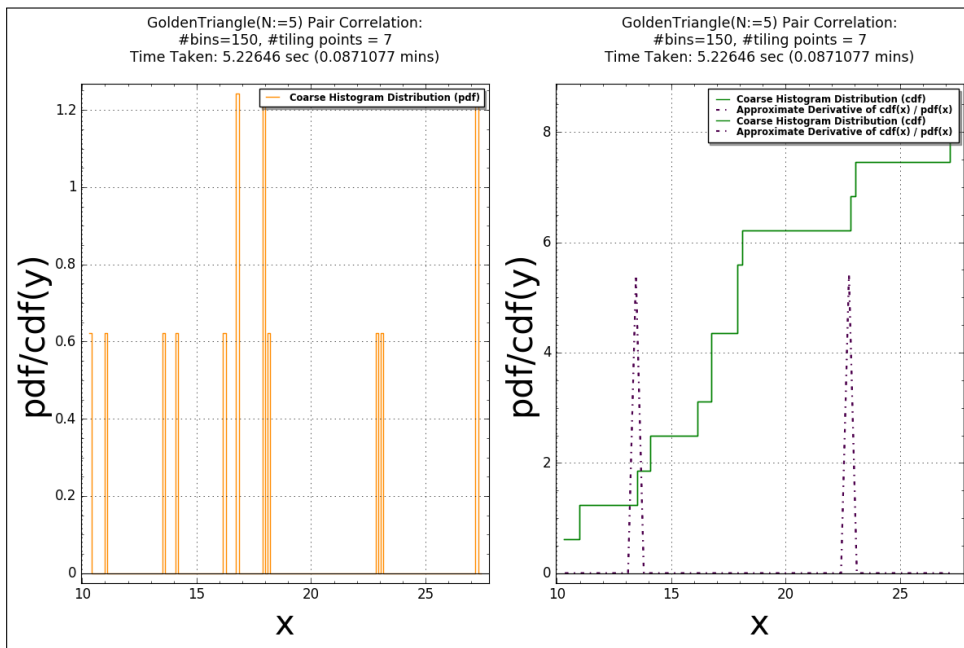 GoldenTriangle(N:=5) Pair Correlation:
#bins=150, #tiling points = 7
Time Taken: 5.22646 sec (0.0871077 mins)
Coarse Histogram Distribution (pdf)
1.2
1
0.8
0.6
0.4
0.2
0
10
15
20
25
pdf/cdf(y)
x
GoldenTriangle(N:=5) Pair Correlation:
#bins=150, #tiling points = 7
Time Taken: 5.22646 sec (0.0871077 mins)
Coarse Histogram Distribution (cdf)
Approximate Derivative of cdf(x) / pdf(x)
Coarse Histogram Distribution (cdf)
Approximate Derivative of cdf(x) / pdf(x)
8
6
4
2
0
10
15
20
25
pdf/cdf(y)
x